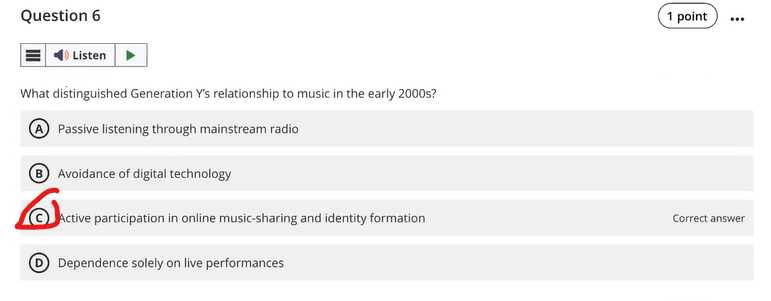 Question 6
1 point
Listen
What distinguished Generation Y's relationship to music in the early 2000s?
A Passive listening through mainstream radio
B Avoidance of digital technology
C Active participation in online music-sharing and identity formation Correct answer
D Dependence solely on live performances